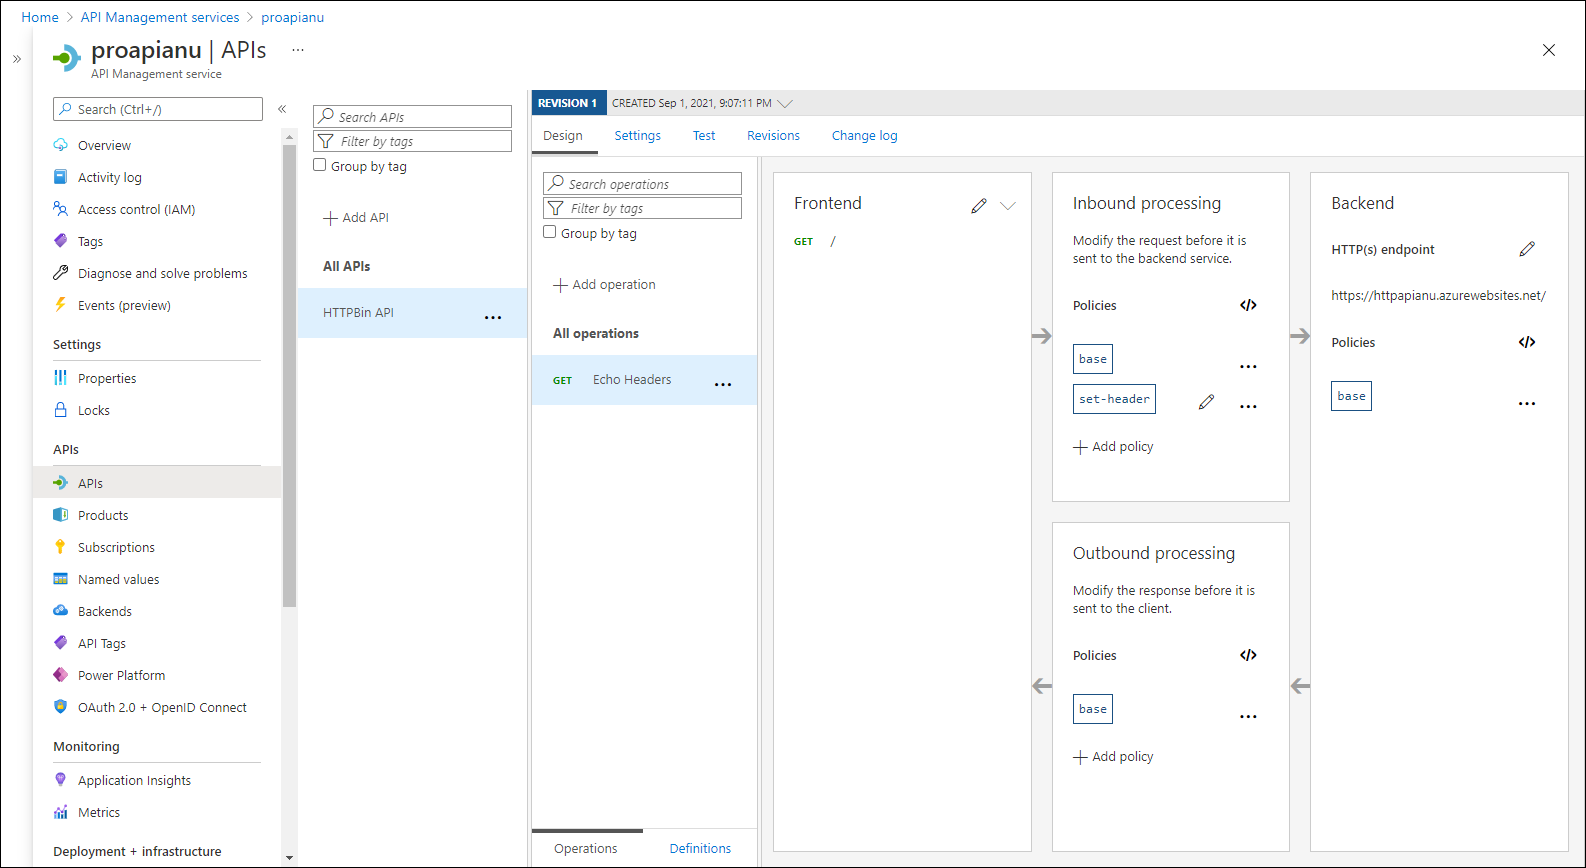 Home > API Management services > proapianu
proapianu | APIs ...
API Management service
Search (Ctrl+/)
Overview
Activity log
Access control (IAM)
Tags
Diagnose and solve problems
Events (preview)
Settings
Properties
Locks
APIs
APIs
Products
Subscriptions
Named values
Backends
API Tags
Power Platform
OAuth 2.0 + OpenID Connect
Monitoring
Application Insights
Metrics
Deployment + infrastructure
Search APIs
Filter by tags
Group by tag
+ Add API
All APIs
HTTPBin API ...
REVISION 1 CREATED Sep 1, 2021, 9:07:11 PM
Design Settings Test Revisions Change log
Search operations
Filter by tags
Group by tag
+ Add operation
All operations
GET Echo Headers ...
Operations Definitions
Frontend
GET /
Inbound processing
Modify the request before it is
sent to the backend service.
Policies </>
base ...
set-header ...
+ Add policy
Outbound processing
Modify the response before it is
sent to the client.
Policies </>
base ...
+ Add policy
Backend
HTTP(s) endpoint
https://httpapianu.azurewebsites.net/
Policies </>
base ...